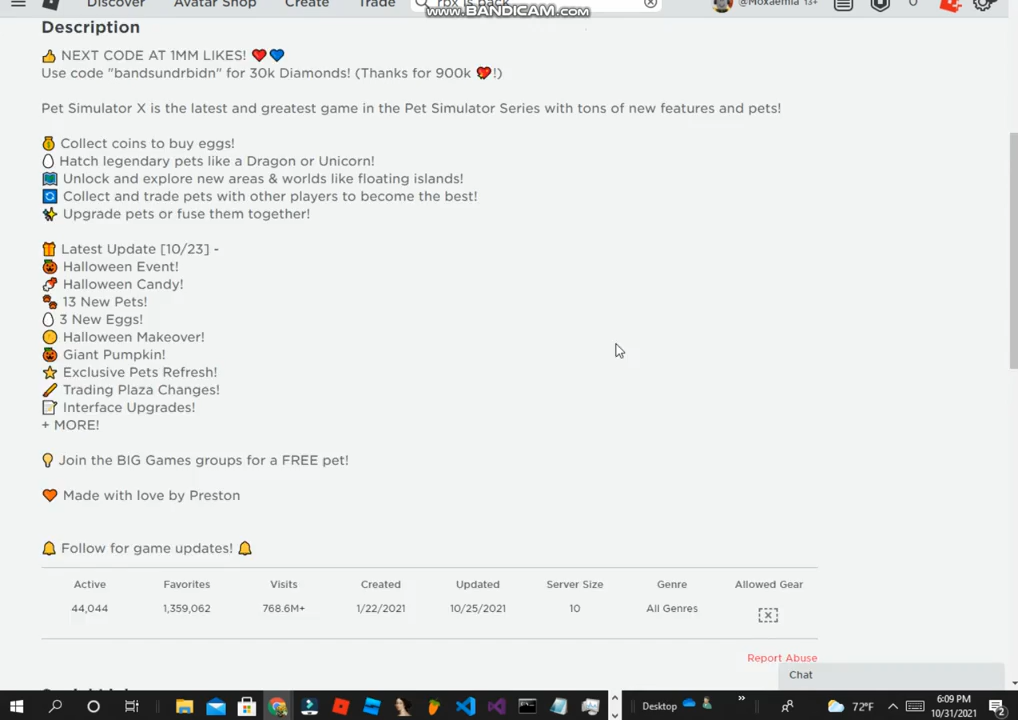 Discover Avatar Shop Create Trade rbx is back @Moxaemia 13+ 0
www.BANDICAM.com
Description
👍 NEXT CODE AT 1MM LIKES! ❤️💙
Use code "bandsundrbidn" for 30k Diamonds! (Thanks for 900k 💖!)
Pet Simulator X is the latest and greatest game in the Pet Simulator Series with tons of new features and pets!
💰 Collect coins to buy eggs!
🥚 Hatch legendary pets like a Dragon or Unicorn!
🗺️ Unlock and explore new areas & worlds like floating islands!
🔄 Collect and trade pets with other players to become the best!
✨ Upgrade pets or fuse them together!
🎁 Latest Update [10/23] -
🎃 Halloween Event!
🍬 Halloween Candy!
🐾 13 New Pets!
🥚 3 New Eggs!
🟡 Halloween Makeover!
🎃 Giant Pumpkin!
⭐ Exclusive Pets Refresh!
🖌️ Trading Plaza Changes!
📝 Interface Upgrades!
+ MORE!
💡 Join the BIG Games groups for a FREE pet!
🧡 Made with love by Preston
🔔 Follow for game updates! 🔔
Active Favorites Visits Created Updated Server Size Genre Allowed Gear
44,044 1,359,062 768.6M+ 1/22/2021 10/25/2021 10 All Genres
Report Abuse
Chat
Desktop » 72°F 6:09 PM
10/31/2021 2